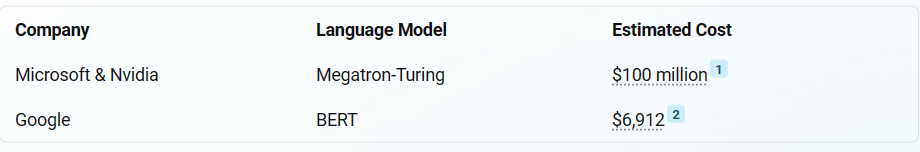 Company Language Model Estimated Cost
Microsoft & Nvidia Megatron-Turing $100 million 1
Google BERT $6,912 2